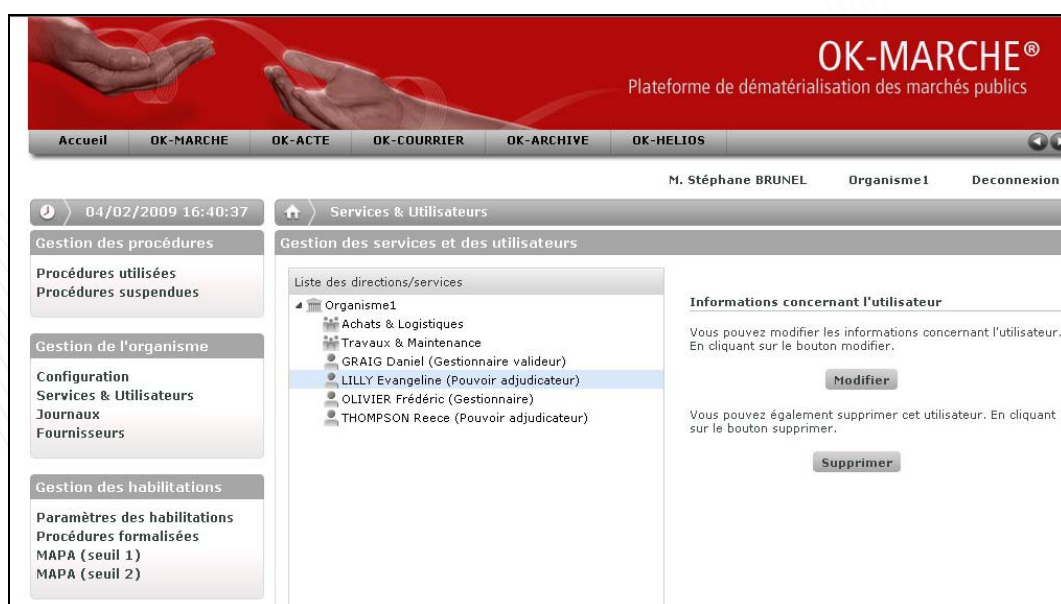 OK-MARCHE®
Plateforme de dématérialisation des marchés publics
Accueil OK-MARCHE OK-ACTE OK-COURRIER OK-ARCHIVE OK-HELIOS
M. Stéphane BRUNEL Organisme1 Deconnexion
04/02/2009 16:40:37
Services & Utilisateurs
Gestion des procédures
Procédures utilisées
Procédures suspendues
Gestion de l'organisme
Configuration
Services & Utilisateurs
Journaux
Fournisseurs
Gestion des habilitations
Paramètres des habilitations
Procédures formalisées
MAPA (seuil 1)
MAPA (seuil 2)
Gestion des services et des utilisateurs
Liste des directions/services
Organisme1
Achats & Logistiques
Travaux & Maintenance
GRAIG Daniel (Gestionnaire valideur)
LILLY Evangeline (Pouvoir adjudicateur)
OLIVIER Frédéric (Gestionnaire)
THOMPSON Reece (Pouvoir adjudicateur)
Informations concernant l'utilisateur
Vous pouvez modifier les informations concernant l'utilisateur.
En cliquant sur le bouton modifier.
Modifier
Vous pouvez également supprimer cet utilisateur. En cliquant
sur le bouton supprimer.
Supprimer